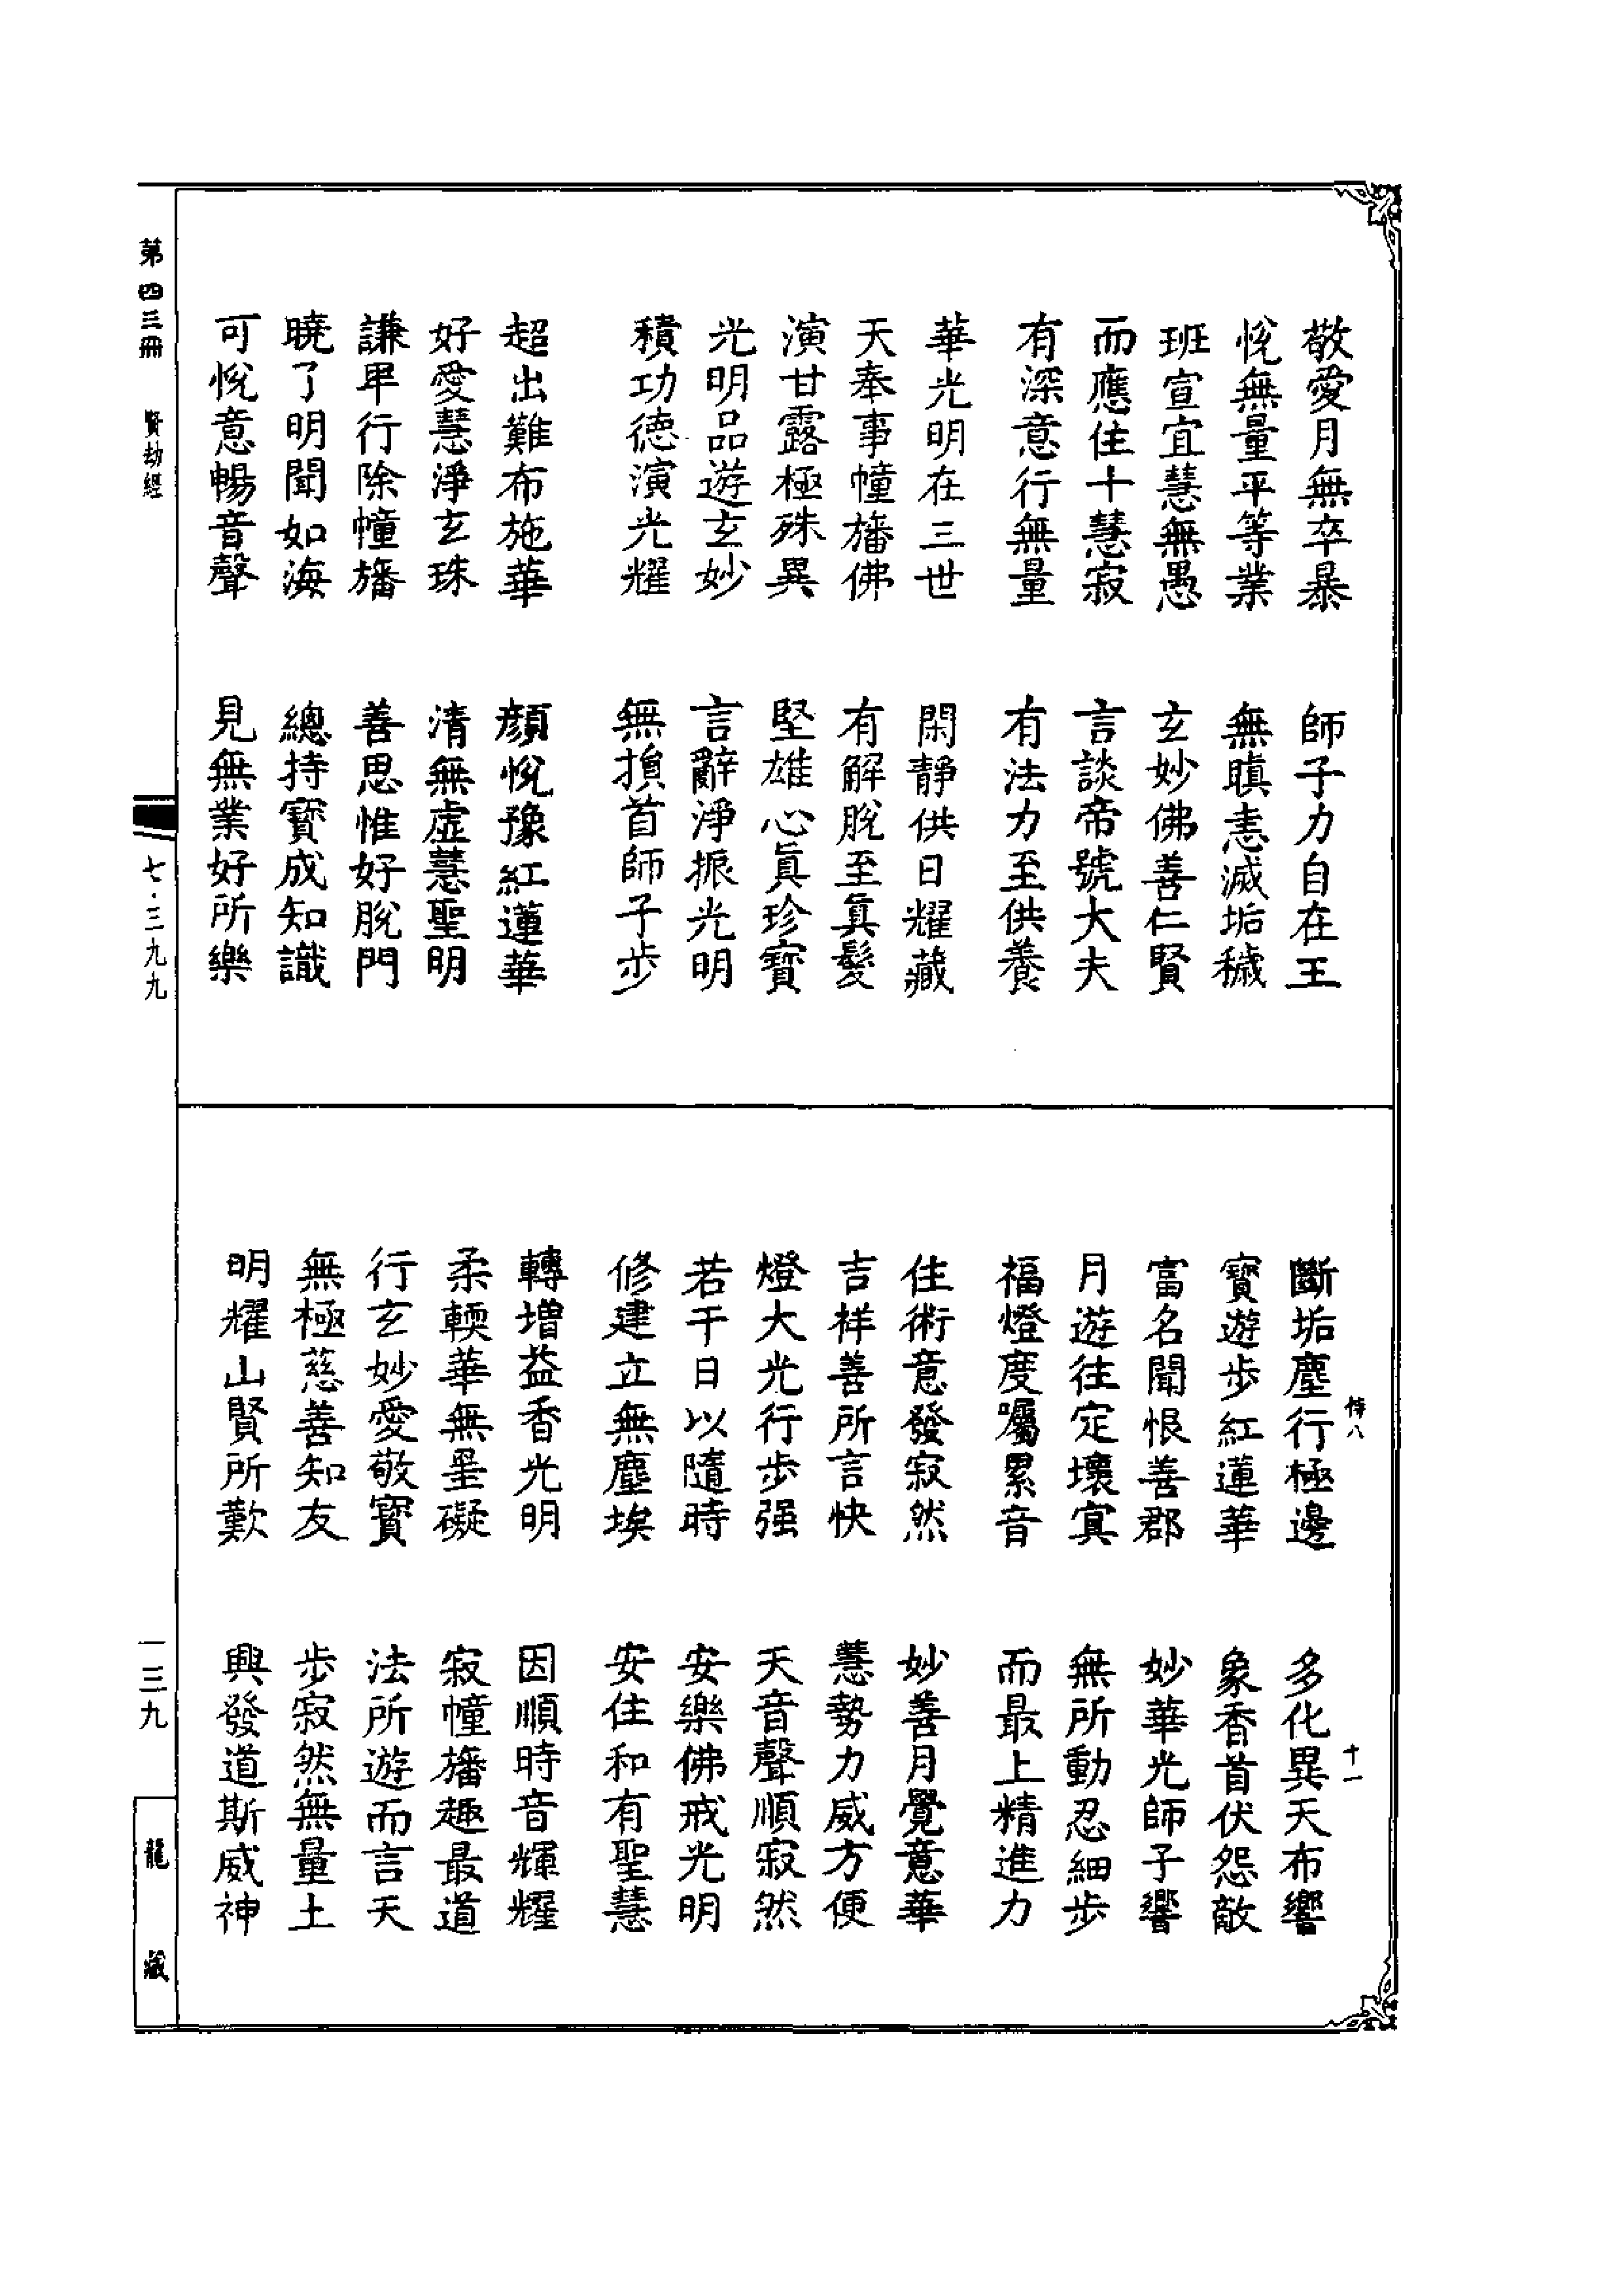 敬愛月無卒暴　師子力自在王
悅無量平等業　無瞋恚滅垢穢
班宣宜慧無愚　玄妙佛善仁賢
而應住十慧寂　言談帝號大夫
有深意行無量　有法力至供養
華光明在三世　閑靜供日耀藏
天奉事幢旛佛　有解脫至真髮
演甘露極殊異　堅雄心真珍寶
光明品遊玄妙　言辭淨振光明
積功德演光耀　無損首師子步
超出難布施華　顏悅豫紅蓮華
好愛慧淨玄珠　清無虛慧聖明
謙卑行除幢旛　善思惟好脫門
曉了明聞如海　總持寶成知識
可悅意暢音聲　見無業好所樂
斷垢塵行極邊　多化異天布響
悖八　十一
寶遊步紅蓮華　象香首伏怨敵
富名聞恨善郡　妙華光師子響
月遊往定壞冥　無所動忍細步
福燈度囑累音　而最上精進力
住術意發寂然　妙善月覺意華
吉祥善所言快　慧勢力威方便
燈大光行步强　天音聲順寂然
若干日以隨時　安樂佛戒光明
修建立無塵埃　安住和有聖慧
轉增益香光明　因順時音輝耀
柔輭華無罣礙　寂幢旛趣最道
行玄妙愛敬寶　法所遊而言天
無極慈善知友　步寂然無量土
明耀山賢所歎　興發道斯威神
第四三冊　賢劫經
七·三九九
一三九
龍藏